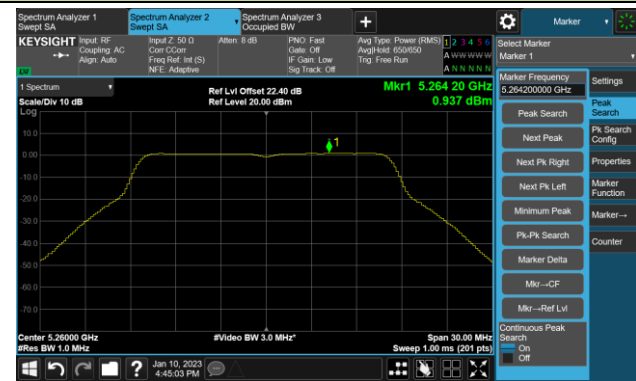 Spectrum Analyzer 1
Swept SA
Spectrum Analyzer 2
Swept SA
Spectrum Analyzer 3
Occupied BW
+
Marker
KEYSIGHT
Input: RF
Coupling: AC
Align: Auto
Input Z: 50 Ω
Corr CCorr
Freq Ref: Int (S)
NFE: Adaptive
Atten: 8 dB
PNO: Fast
Gate: Off
IF Gain: Low
Sig Track: Off
Avg Type: Power (RMS)
Avg|Hold: 650/650
Trig: Free Run
1 2 3 4 5 6
A W W W W W
A N N N N N
Select Marker
Marker 1
1 Spectrum
Scale/Div 10 dB
Log
Ref Lvl Offset 22.40 dB
Ref Level 20.00 dBm
Mkr1 5.264 20 GHz
0.937 dBm
10.0
0.00
-10.0
-20.0
-30.0
-40.0
-50.0
-60.0
-70.0
1
Center 5.26000 GHz
#Res BW 1.0 MHz
#Video BW 3.0 MHz*
Span 30.00 MHz
Sweep 1.00 ms (201 pts)
Marker Frequency
5.264200000 GHz
Peak Search
Next Peak
Next Pk Right
Next Pk Left
Minimum Peak
Pk-Pk Search
Marker Delta
Mkr→CF
Mkr→Ref Lvl
Continuous Peak
Search
On
Off
Settings
Peak
Search
Pk Search
Config
Properties
Marker
Function
Marker→
Counter
?
Jan 10, 2023
4:45:03 PM